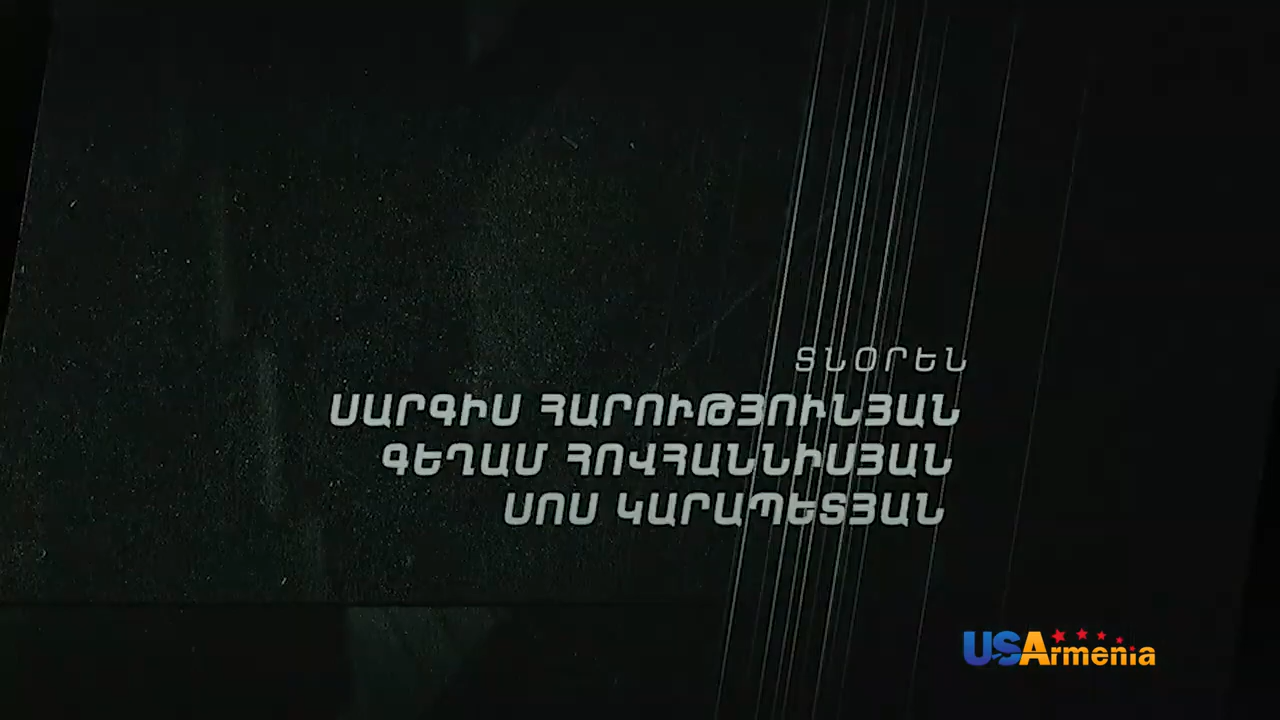 ՏՆՕՐԵՆ
ՍԱՐԳԻՍ ՀԱՐՈՒԹՅՈՒՆՅԱՆ
ԳԵՂԱՄ ՀՈՎՀԱՆՆԻՍՅԱՆ
ՍՈՍ ԿԱՐԱՊԵՏՅԱՆ
USArmenia